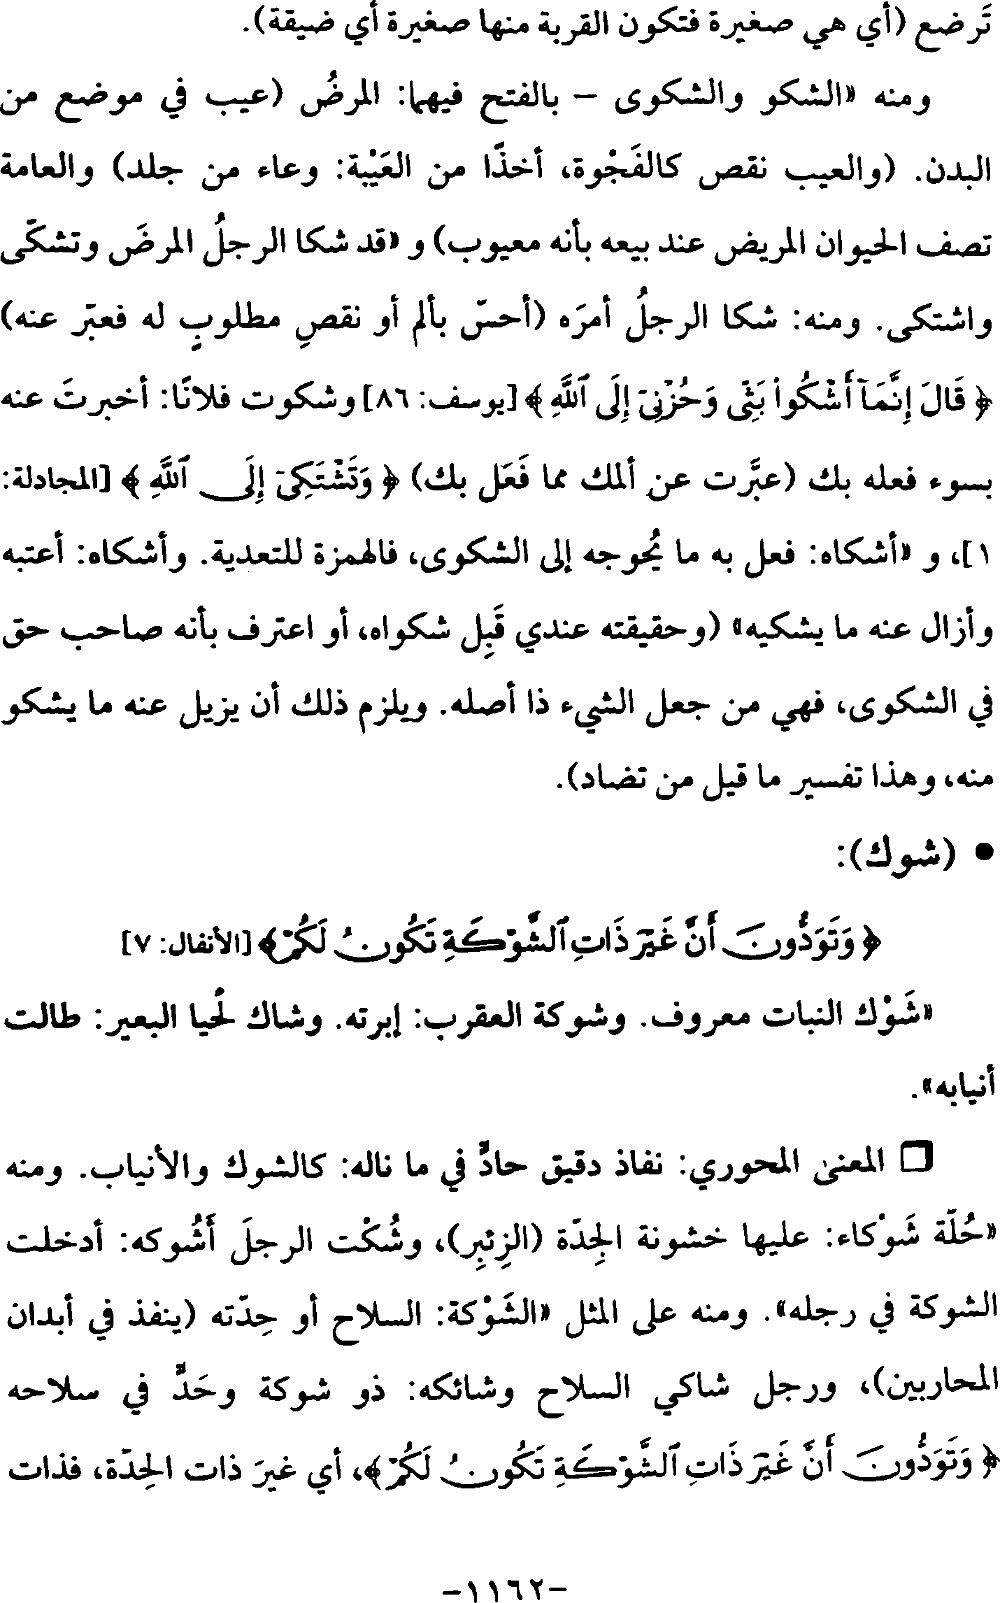 تَرضع (أي هي صغيرة فتكون القربة منها صغيرة أي ضيقة).
ومنه «الشكو والشكوى – بالفتح فيهما: المرضُ (عيب في موضع من
البدن. (والعيب نقص كالفَجْوة، أخذًا من العَيْبة: وعاء من جلد) والعامة
تصف الحيوان المريض عند بيعه بأنه معيوب) و «قد شكا الرجلُ المرضَ وتشكّى
واشتكى. ومنه: شكا الرجلُ أمرَه (أحسّ بألم أو نقصِ مطلوبٍ له فعبّر عنه)
﴿ قَالَ إِنَّمَآ أَشْكُوا۟ بَثِّى وَحُزْنِىٓ إِلَى ٱللَّهِ ﴾ [يوسف: ٨٦] وشكوت فلانًا: أخبرتَ عنه
بسوء فعله بك (عبَّرت عن ألمك مما فَعَل بك) ﴿ وَتَشْتَكِىٓ إِلَى ٱللَّهِ ﴾ [المجادلة:
١]، و «أشكاه: فعل به ما يُحوجه إلى الشكوى، فالهمزة للتعدية. وأشكاه: أعتبه
وأزال عنه ما يشكيه» (وحقيقته عندي قَبِل شكواه، أو اعترف بأنه صاحب حق
في الشكوى، فهي من جعل الشيء ذا أصله. ويلزم ذلك أن يزيل عنه ما يشكو
منه، وهذا تفسير ما قيل من تضاد).
● (شوك):
﴿ وَتَوَدُّونَ أَنَّ غَيْرَ ذَاتِ ٱلشَّوْكَةِ تَكُونُ لَكُمْ﴾ [الأنفال: ٧]
«شَوْك النبات معروف. وشوكة العقرب: إبرته. وشاك لَحيا البعير: طالت
أنيابه».
❒ المعنى المحوري: نفاذ دقيق حادٌّ في ما ناله: كالشوك والأنياب. ومنه
«حُلّة شَوْكاء: عليها خشونة الجِدّة (الزِئبِر)، وشُكْت الرجلَ أَشُوكه: أدخلت
الشوكة في رجله». ومنه على المثل «الشَوْكة: السلاح أو حِدّته (ينفذ في أبدان
المحاربين)، ورجل شاكي السلاح وشائكه: ذو شوكة وحَدٍّ في سلاحه
﴿ وَتَوَدُّونَ أَنَّ غَيْرَ ذَاتِ ٱلشَّوْكَةِ تَكُونُ لَكُمْ ﴾، أي غيرَ ذات الحِدّة، فذات
-١١٦٢-